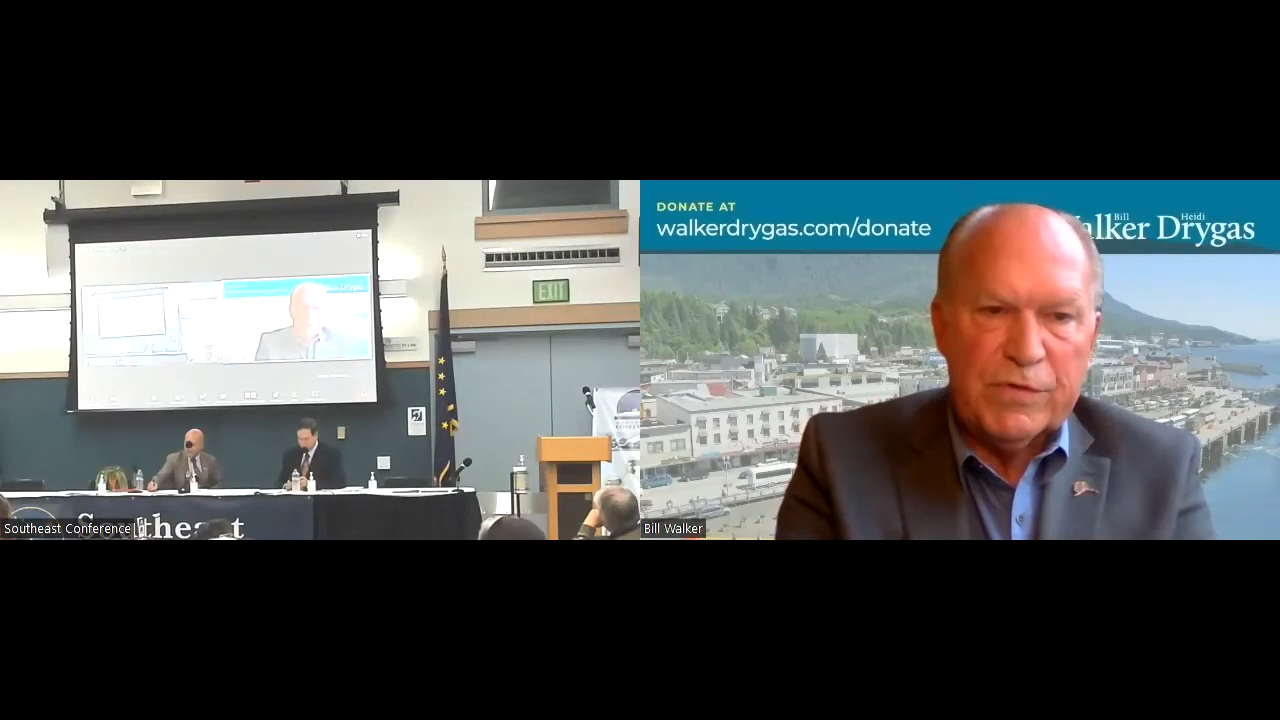 EXIT
Southeast
Southeast Conference
DONATE AT
walkerdrygas.com/donate
Bill Heidi
Walker Drygas
Bill Walker